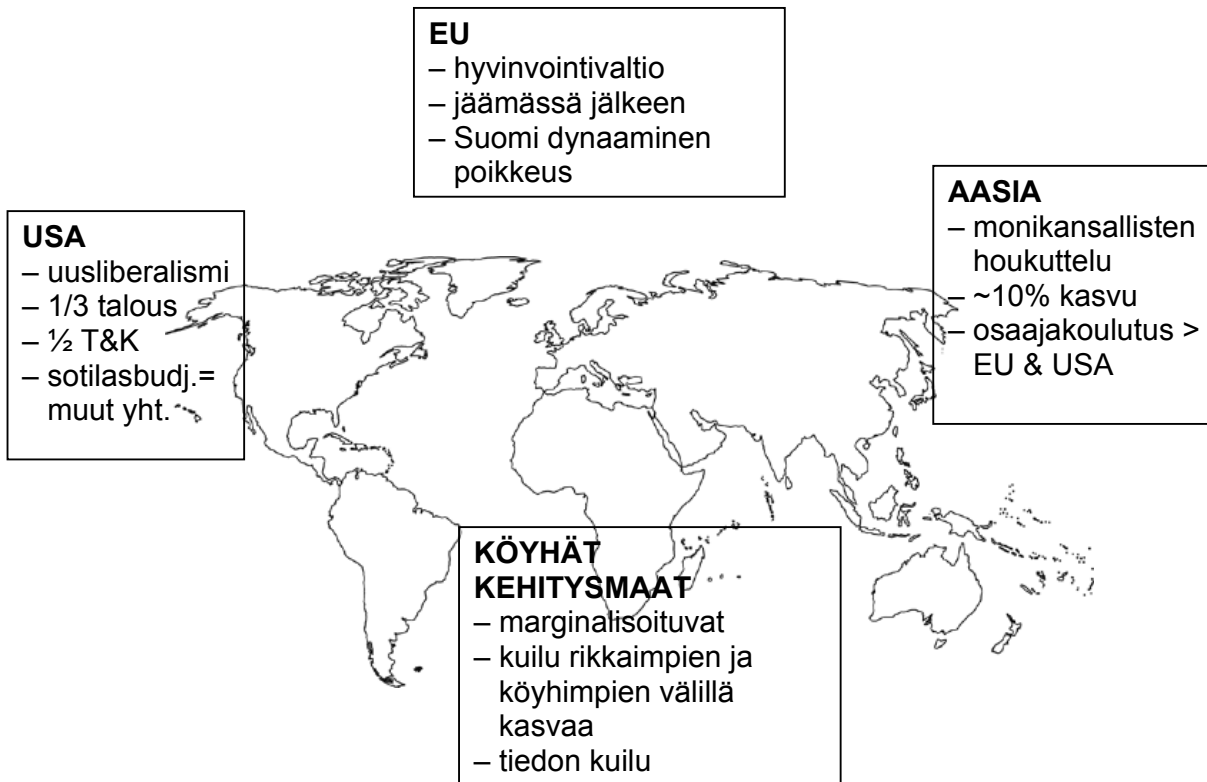 EU
– hyvinvointivaltio
– jäämässä jälkeen
– Suomi dynaaminen
poikkeus
USA
– uusliberalismi
– 1/3 talous
– ½ T&K
– sotilasbudj.=
muut yht.
AASIA
– monikansallisten
houkuttelu
– ~10% kasvu
– osaajakoulutus >
EU & USA
KÖYHÄT
KEHITYSMAAT
– marginalisoituvat
– kuilu rikkaimpien ja
köyhimpien välillä
kasvaa
– tiedon kuilu